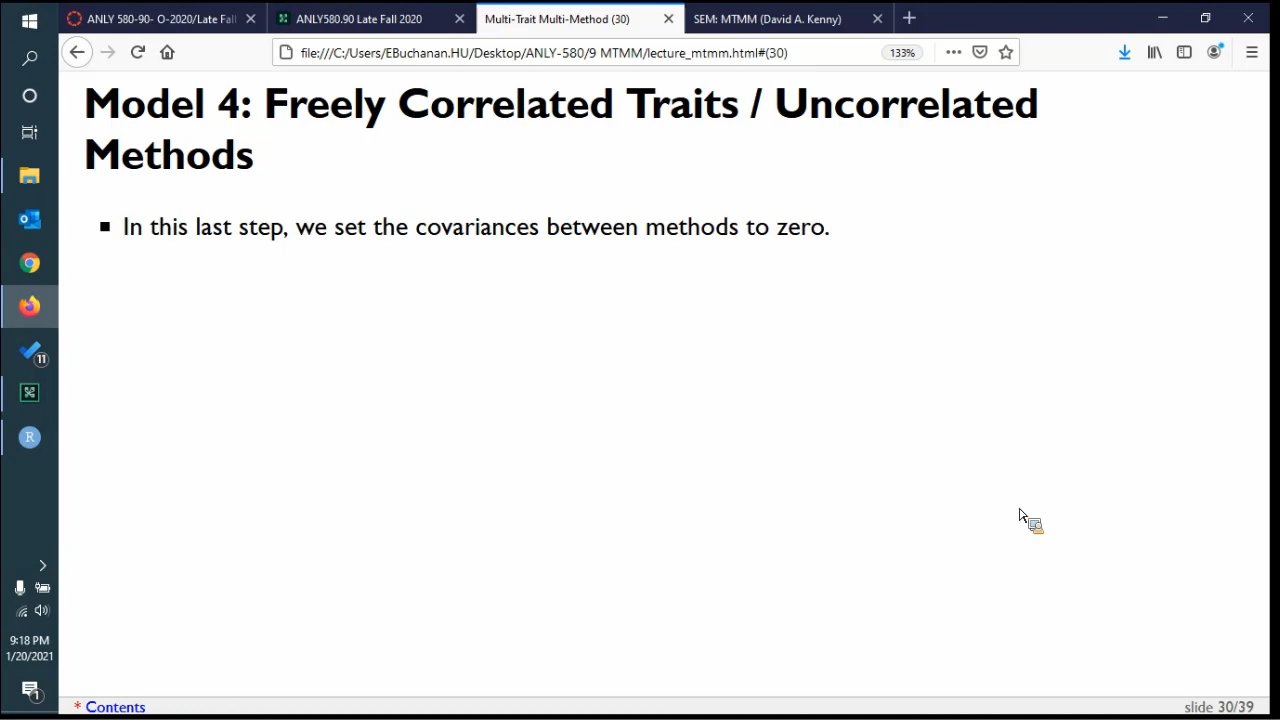 ANLY 580-90- O-2020/Late Fall
ANLY580.90 Late Fall 2020
Multi-Trait Multi-Method (30)
SEM: MTMM (David A. Kenny)
file:///C:/Users/EBuchanan.HU/Desktop/ANLY-580/9 MTMM/lecture_mtmm.html#(30)
133%
Model 4: Freely Correlated Traits / Uncorrelated
Methods
In this last step, we set the covariances between methods to zero.
11
R
9:18 PM
1/20/2021
1
* Contents
slide 30/39